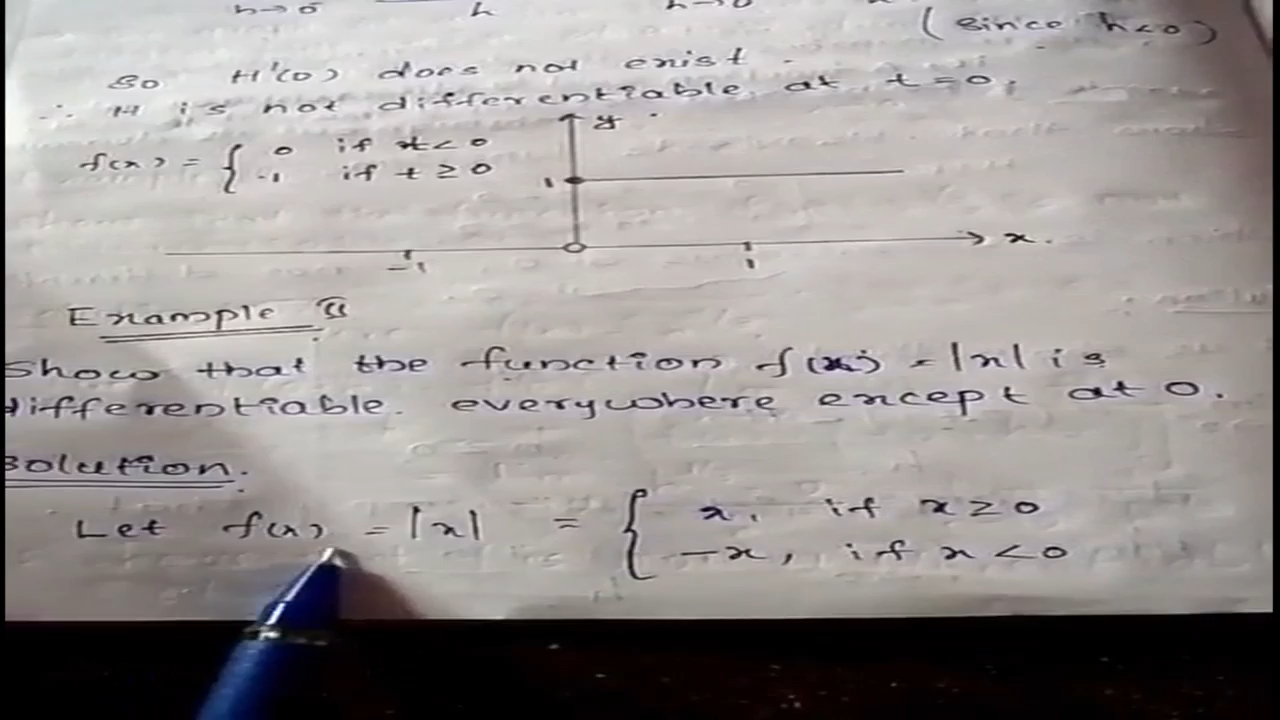 h→0 h h→0
(since h<0)
So H'(0) does not exist.
∴ H is not differentiable at t=0.
f(x) = { 0 if t<0
1 if t≥0
y
1
x
-1 1
Example
Show that the function f(x) = |x| is
differentiable everywhere except at 0.
Solution.
Let f(x) = |x| = { x, if x≥0
-x, if x<0